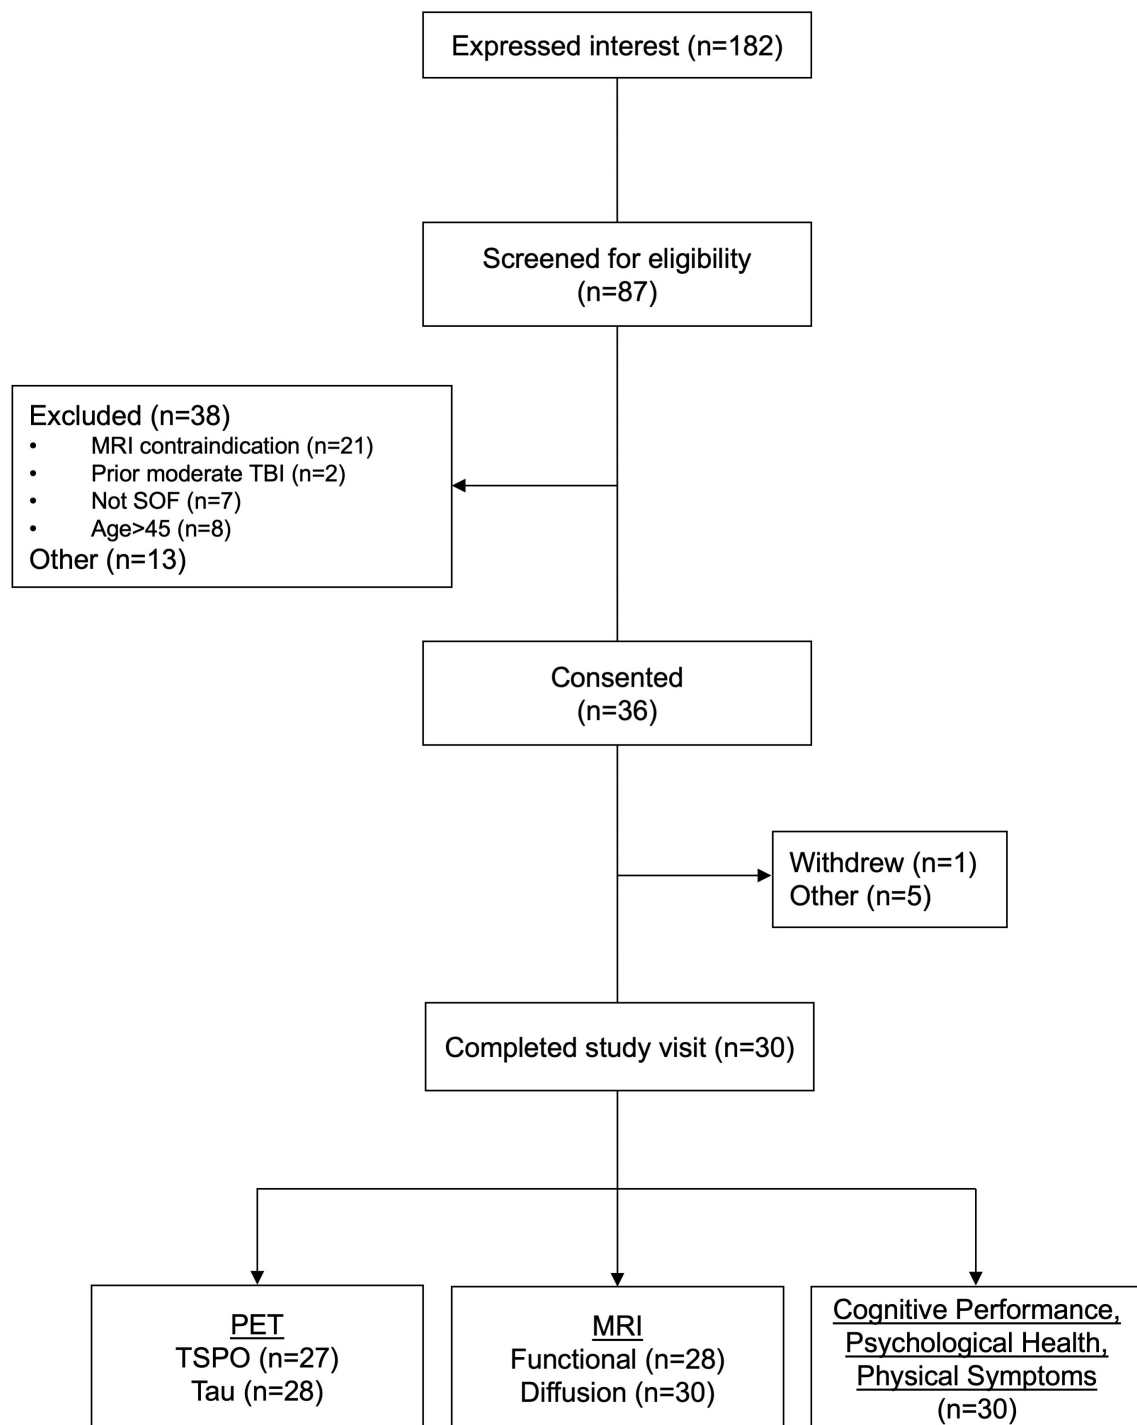 Expressed interest (n=182)
Screened for eligibility
(n=87)
Excluded (n=38)
• MRI contraindication (n=21)
• Prior moderate TBI (n=2)
• Not SOF (n=7)
• Age>45 (n=8)
Other (n=13)
Consented
(n=36)
Withdrew (n=1)
Other (n=5)
Completed study visit (n=30)
PET
TSPO (n=27)
Tau (n=28)
MRI
Functional (n=28)
Diffusion (n=30)
Cognitive Performance,
Psychological Health,
Physical Symptoms
(n=30)